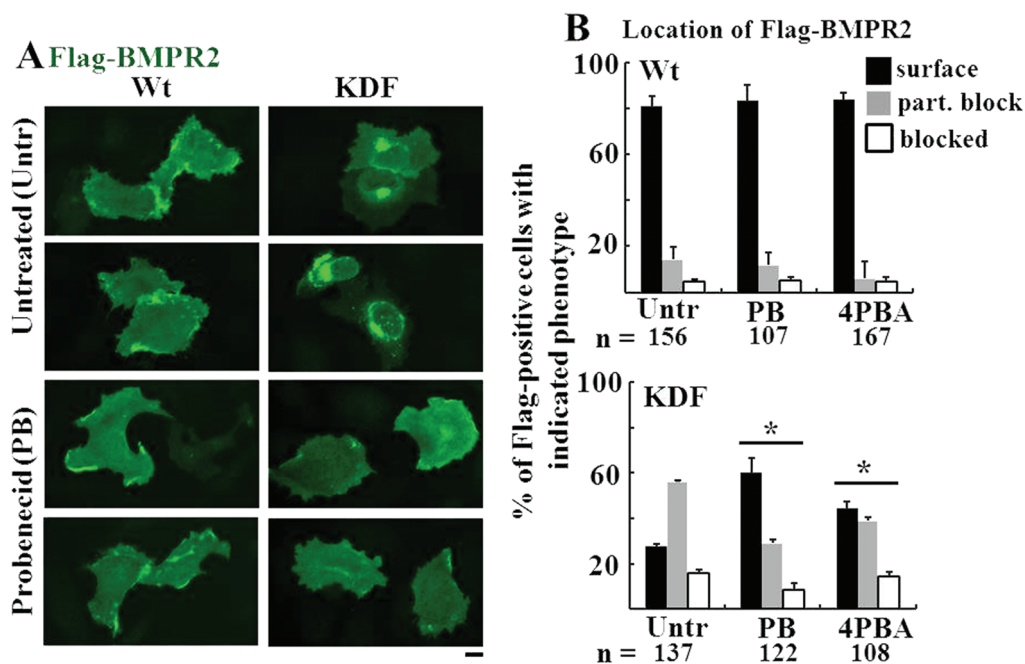 A Flag-BMPR2
Wt KDF
Untreated (Untr)
Probenecid (PB)
B Location of Flag-BMPR2
% of Flag-positive cells with
indicated phenotype
Wt
surface
part. block
blocked
100
60
20
Untr PB 4PBA
n = 156 107 167
KDF
100
60
20
* *
Untr PB 4PBA
n = 137 122 108